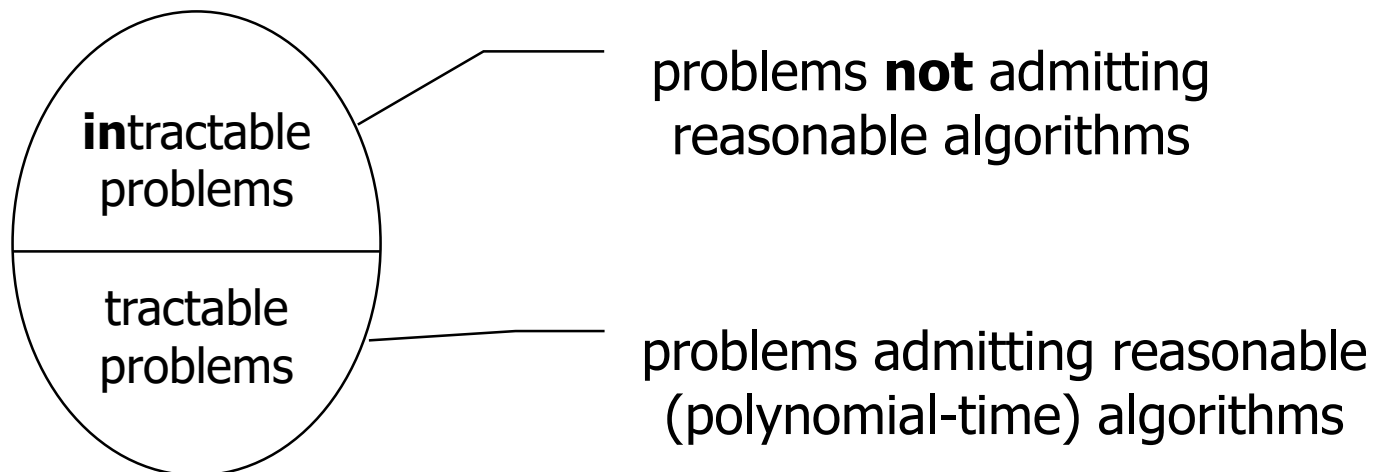 intractable
problems
problems not admitting
reasonable algorithms
tractable
problems
problems admitting reasonable
(polynomial-time) algorithms